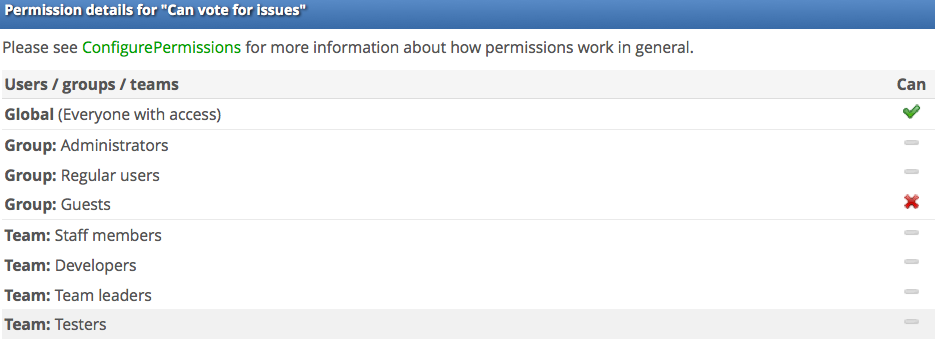 Permission details for "Can vote for issues"
Please see ConfigurePermissions for more information about how permissions work in general.
Users / groups / teams Can
Global (Everyone with access)
Group: Administrators
Group: Regular users
Group: Guests
Team: Staff members
Team: Developers
Team: Team leaders
Team: Testers